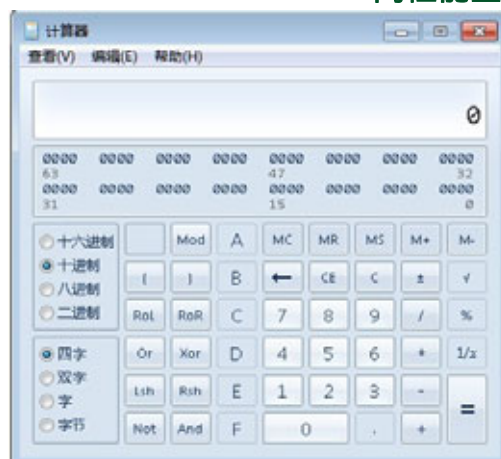 计算器
查看(V) 编辑(E) 帮助(H)
0
0000 0000 0000 0000 0000 0000 0000 0000
63 47 32
0000 0000 0000 0000 0000 0000 0000 0000
31 15 0
十六进制 Mod A MC MR MS M+ M-
十进制 ( ) B ← CE C ± √
八进制
二进制 RoL RoR C 7 8 9 / %
四字 Or Xor D 4 5 6 * 1/x
双字
字 Lsh Rsh E 1 2 3 - =
字节 Not And F 0 . +